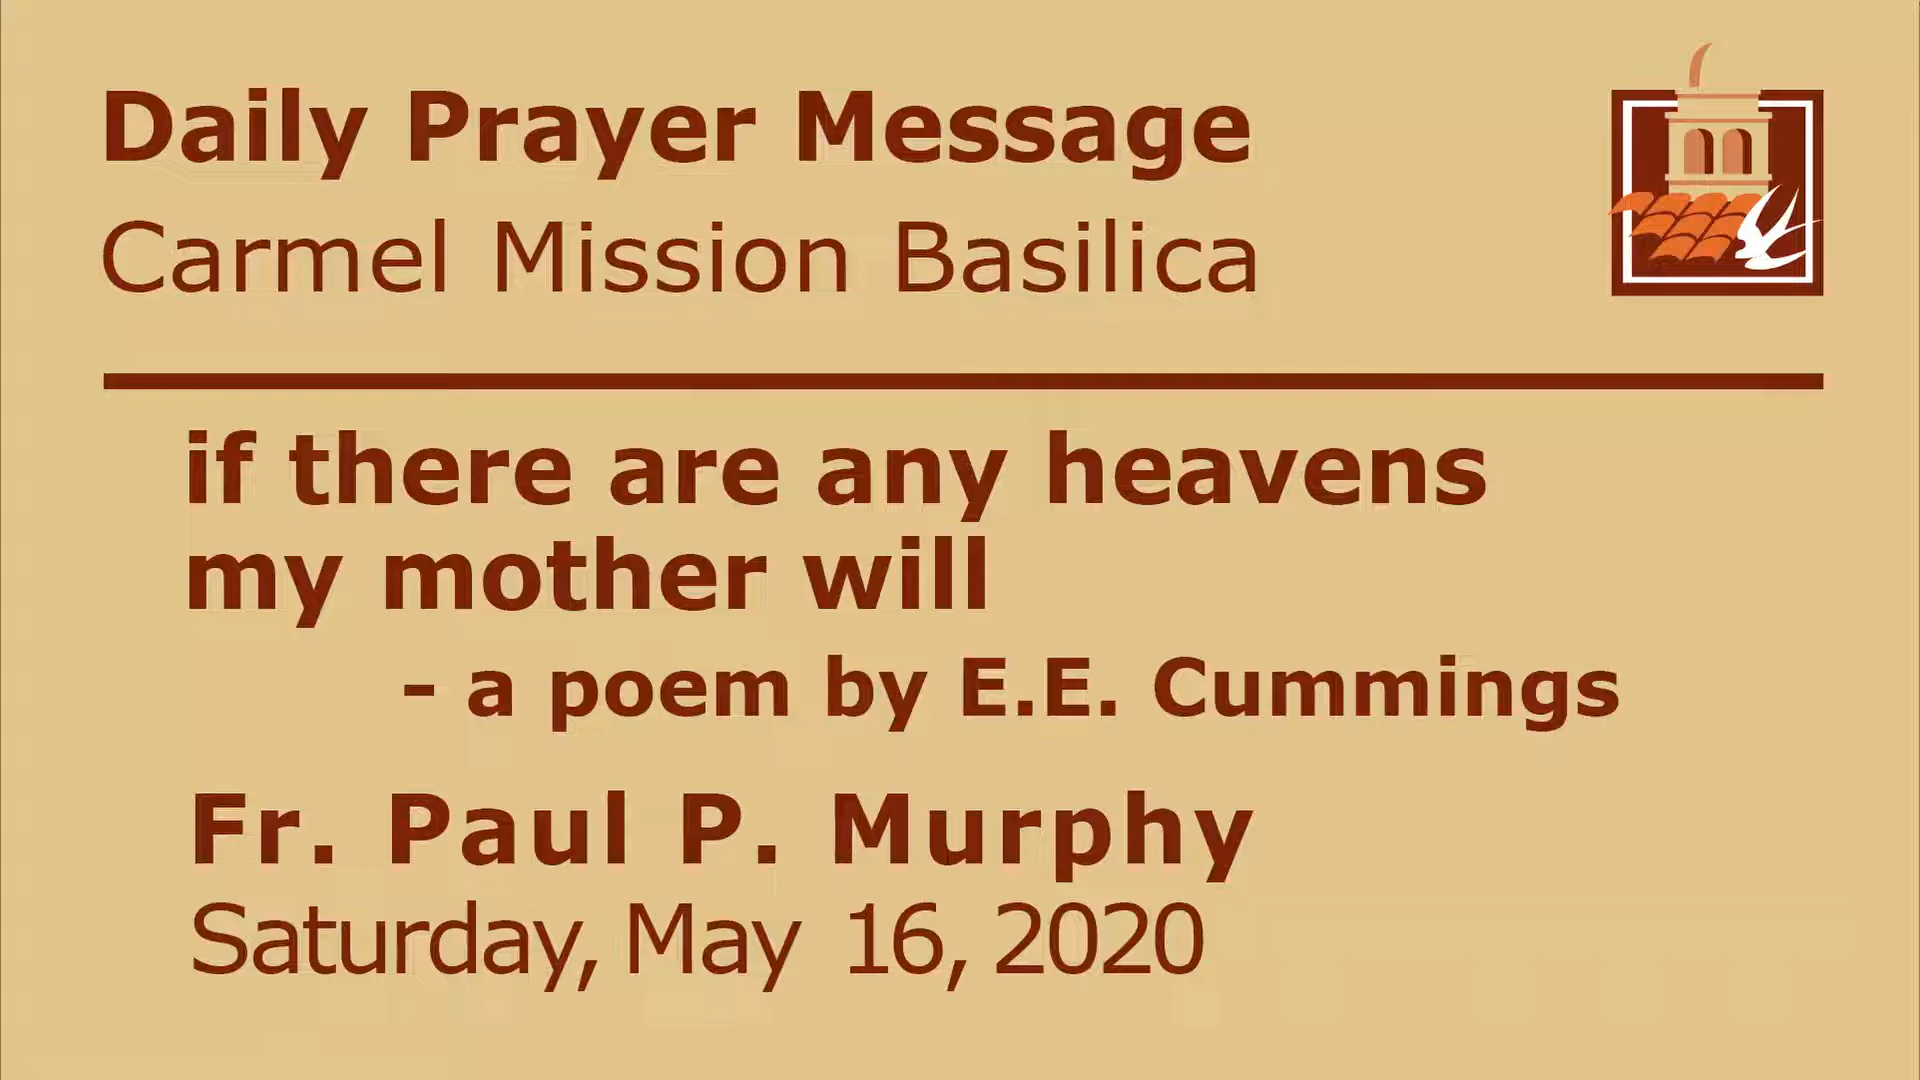 Daily Prayer Message
Carmel Mission Basilica
if there are any heavens
my mother will
- a poem by E.E. Cummings
Fr. Paul P. Murphy
Saturday, May 16, 2020